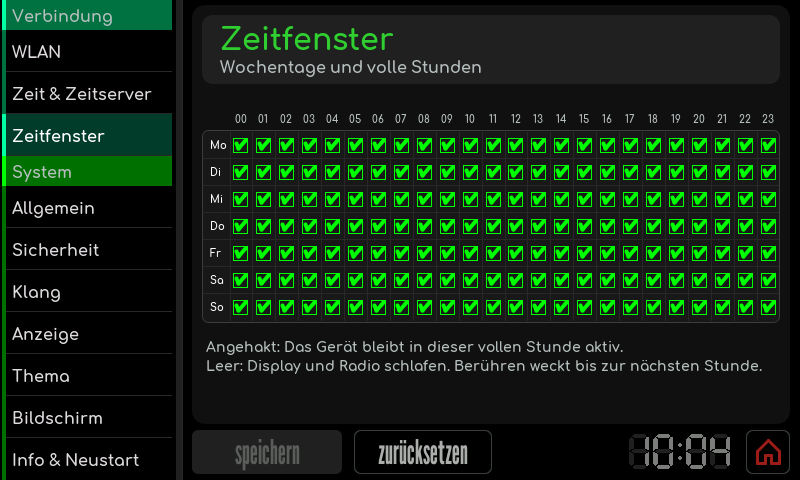 Verbindung
WLAN
Zeit & Zeitserver
Zeitfenster
System
Allgemein
Sicherheit
Klang
Anzeige
Thema
Bildschirm
Info & Neustart
Zeitfenster
Wochentage und volle Stunden
00 01 02 03 04 05 06 07 08 09 10 11 12 13 14 15 16 17 18 19 20 21 22 23
Mo
Di
Mi
Do
Fr
Sa
So
Angehakt: Das Gerät bleibt in dieser vollen Stunde aktiv.
Leer: Display und Radio schlafen. Berühren weckt bis zur nächsten Stunde.
speichern
zurücksetzen
10:04